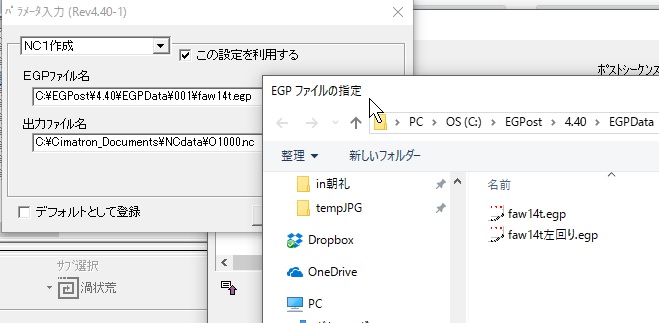 ﾊﾟﾗﾒｰﾀ入力 (Rev4.40-1)
NC1作成
この設定を利用する
EGPファイル名
C:¥EGPost¥4.40¥EGPData¥001¥faw14t.egp
出力ファイル名
C:¥Cimatron_Documents¥NCdata¥O1000.nc
デフォルトとして登録
サブ選択
渦状荒
ポストシーケンス
EGP ファイルの指定
PC > OS (C:) > EGPost > 4.40 > EGPData
整理 新しいフォルダー
in朝礼
tempJPG
Dropbox
OneDrive
PC
名前
faw14t.egp
faw14t左回り.egp